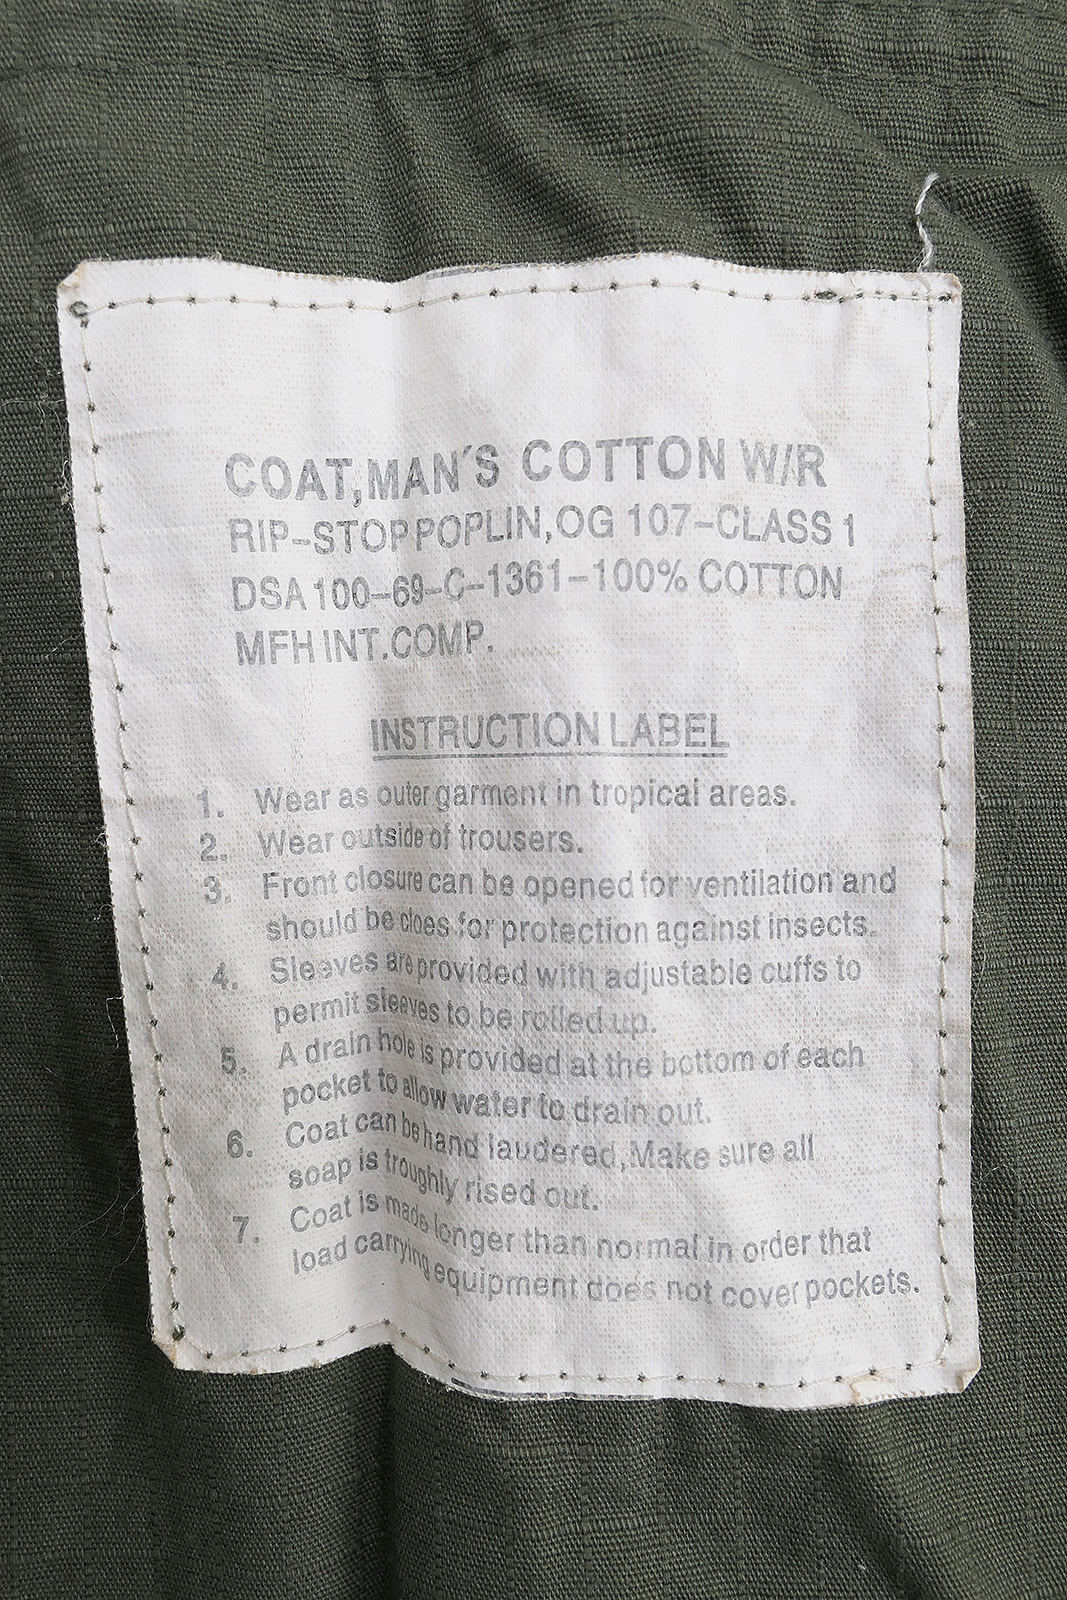 COAT,MAN'S COTTON W/R
RIP-STOP POPLIN,OG 107-CLASS 1
DSA 100-69-C-1361-100% COTTON
MFH INT.COMP.
INSTRUCTION LABEL
1. Wear as outer garment in tropical areas.
2. Wear outside of trousers.
3. Front closure can be opened for ventilation and
should be cloes for protection against insects.
4. Sleeves are provided with adjustable cuffs to
permit sleeves to be rolled up.
5. A drain hole is provided at the bottom of each
pocket to allow water to drain out.
6. Coat can be hand laudered,Make sure all
soap is troughly rised out.
7. Coat is made longer than normal in order that
load carrying equipment does not cover pockets.